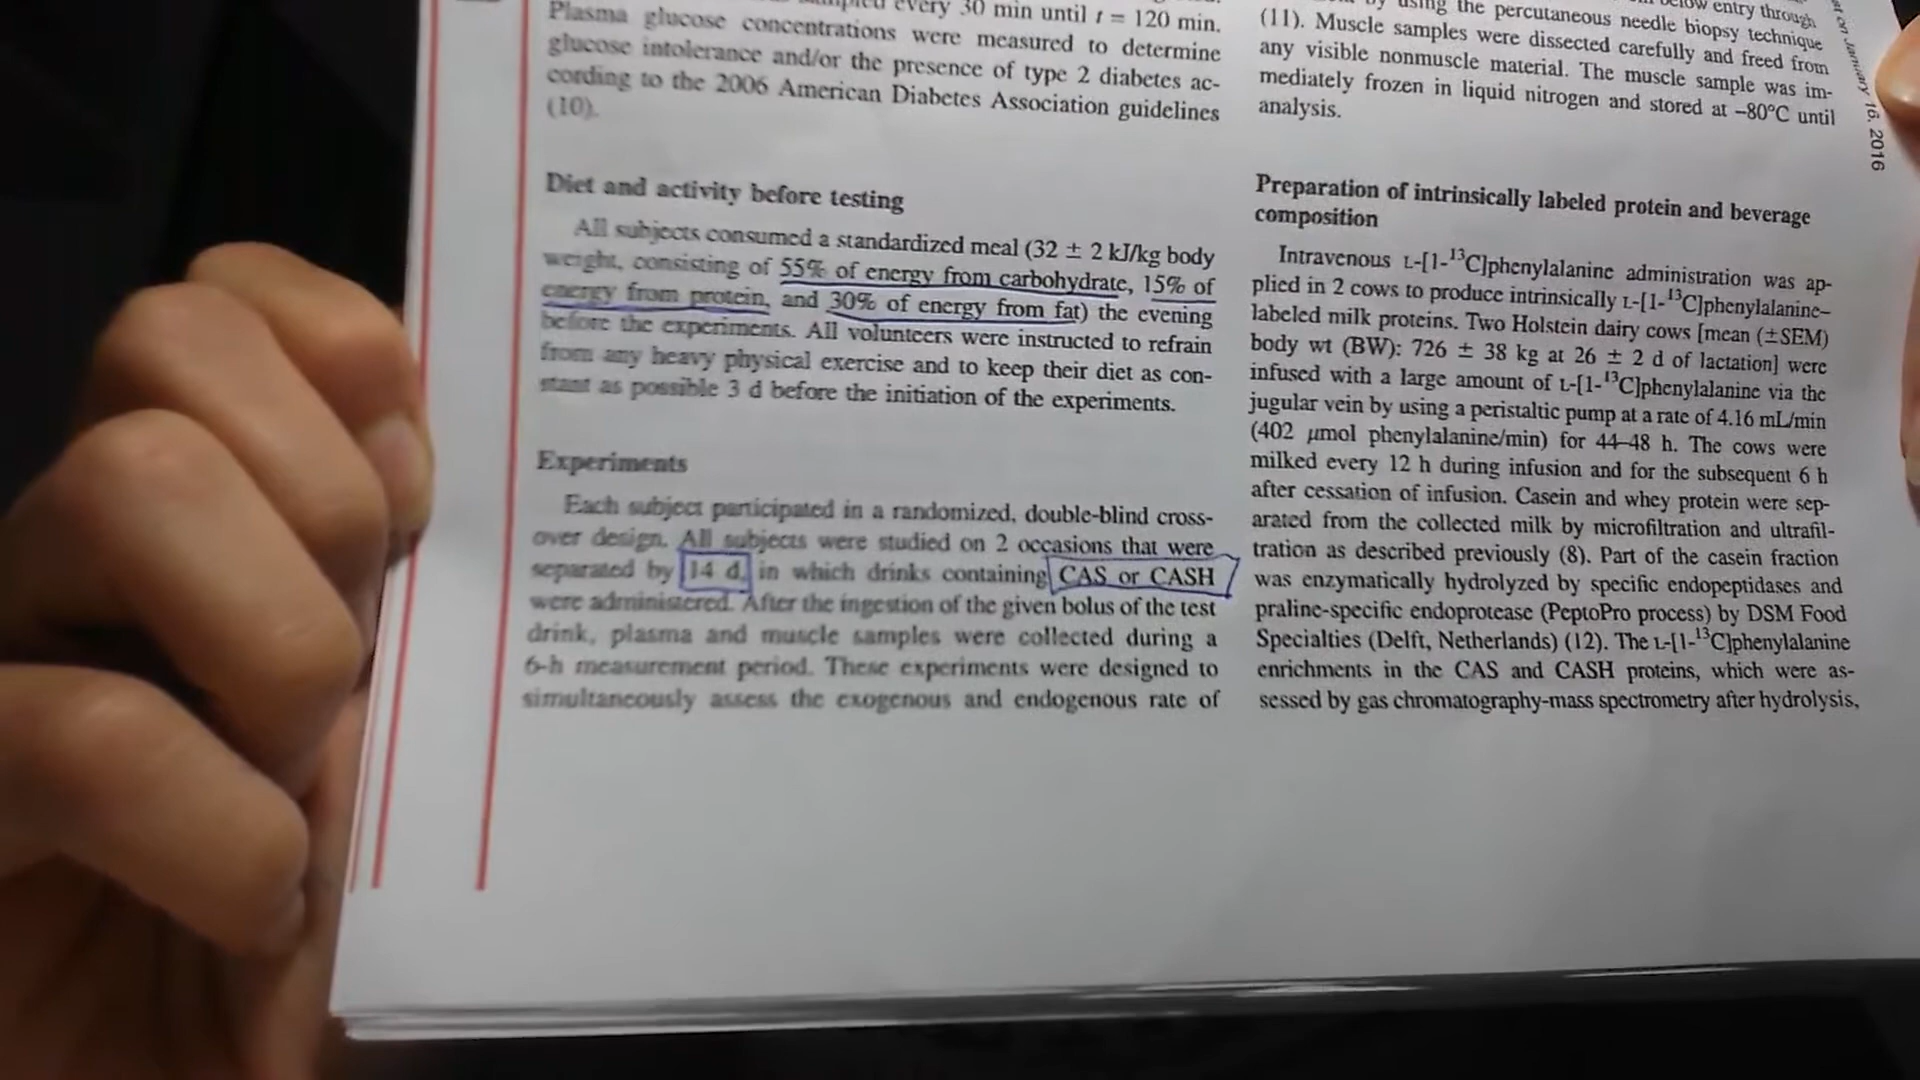 every 30 min until t = 120 min.
Plasma glucose concentrations were measured to determine
glucose intolerance and/or the presence of type 2 diabetes ac-
cording to the 2006 American Diabetes Association guidelines
(10).
Diet and activity before testing
All subjects consumed a standardized meal (32 ± 2 kJ/kg body
weight, consisting of 55% of energy from carbohydrate, 15% of
energy from protein, and 30% of energy from fat) the evening
before the experiments. All volunteers were instructed to refrain
from any heavy physical exercise and to keep their diet as con-
stant as possible 3 d before the initiation of the experiments.
Experiments
Each subject participated in a randomized, double-blind cross-
over design. All subjects were studied on 2 occasions that were
separated by 14 d, in which drinks containing CAS or CASH
were administered. After the ingestion of the given bolus of the test
drink, plasma and muscle samples were collected during a
6-h measurement period. These experiments were designed to
simultaneously assess the exogenous and endogenous rate of
below entry through
by using the percutaneous needle biopsy technique
(11). Muscle samples were dissected carefully and freed from
any visible nonmuscle material. The muscle sample was im-
mediately frozen in liquid nitrogen and stored at −80°C until
analysis.
Preparation of intrinsically labeled protein and beverage
composition
Intravenous L-[1-¹³C]phenylalanine administration was ap-
plied in 2 cows to produce intrinsically L-[1-¹³C]phenylalanine–
labeled milk proteins. Two Holstein dairy cows [mean (±SEM)
body wt (BW): 726 ± 38 kg at 26 ± 2 d of lactation] were
infused with a large amount of L-[1-¹³C]phenylalanine via the
jugular vein by using a peristaltic pump at a rate of 4.16 mL/min
(402 μmol phenylalanine/min) for 44–48 h. The cows were
milked every 12 h during infusion and for the subsequent 6 h
after cessation of infusion. Casein and whey protein were sep-
arated from the collected milk by microfiltration and ultrafil-
tration as described previously (8). Part of the casein fraction
was enzymatically hydrolyzed by specific endopeptidases and
praline-specific endoprotease (PeptoPro process) by DSM Food
Specialties (Delft, Netherlands) (12). The L-[1-¹³C]phenylalanine
enrichments in the CAS and CASH proteins, which were as-
sessed by gas chromatography-mass spectrometry after hydrolysis,
on January 16, 2016